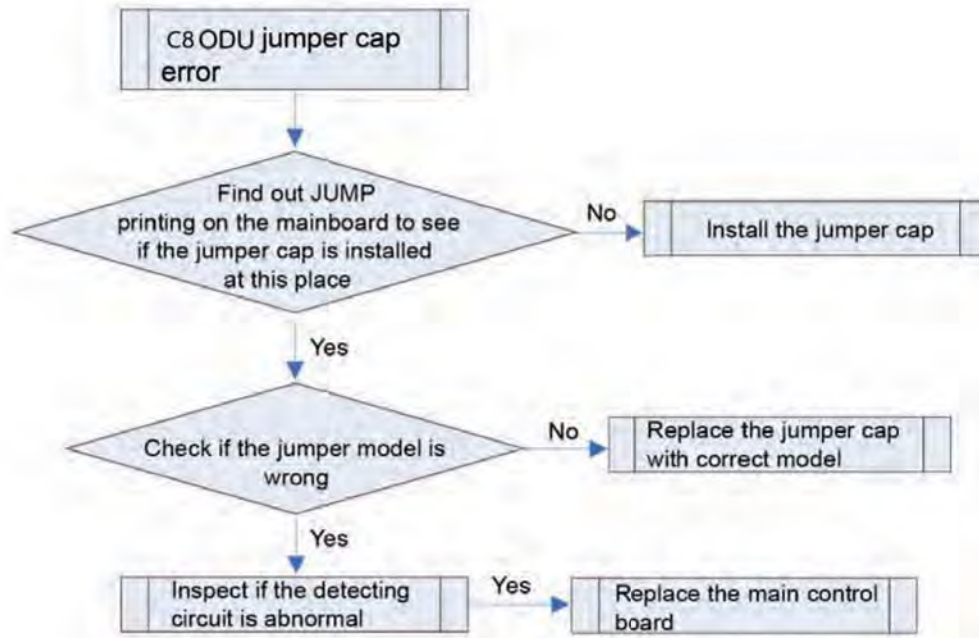 C8 ODU jumper cap
error
Find out JUMP
printing on the mainboard to see
if the jumper cap is installed
at this place
No
Install the jumper cap
Yes
Check if the jumper model is
wrong
No
Replace the jumper cap
with correct model
Yes
Inspect if the detecting
circuit is abnormal
Yes
Replace the main control
board